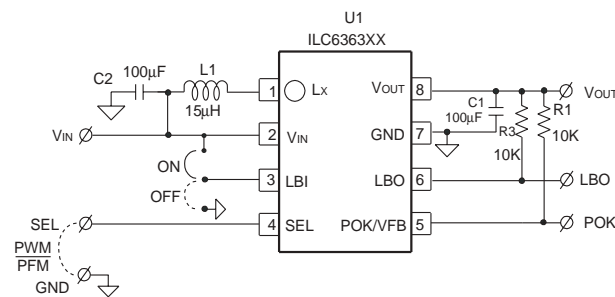 U1
ILC6363XX
C2 100µF L1
15µH
1 LX VOUT 8 VOUT
C1
100µF
R3
R1
10K
10K
VIN 2 VIN GND 7
ON
3 LBI LBO 6 LBO
OFF
SEL 4 SEL POK/VFB 5 POK
PWM
PFM
GND